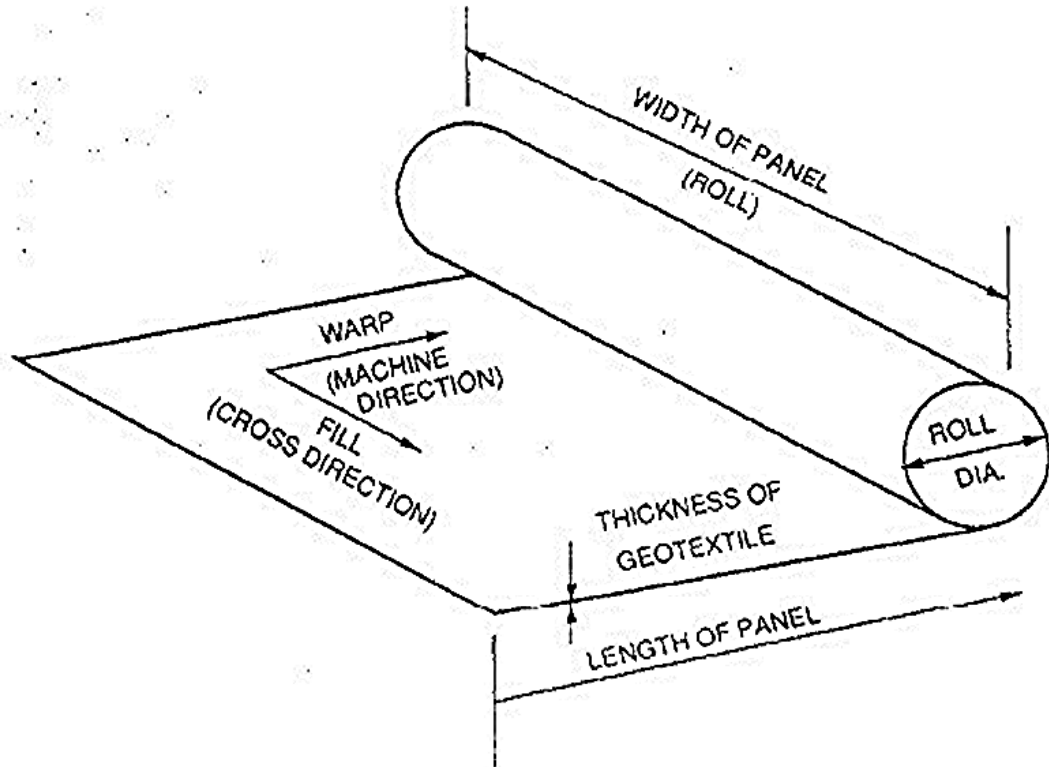 WIDTH OF PANEL
(ROLL)
WARP
(MACHINE
DIRECTION)
FILL
(CROSS DIRECTION)
ROLL
DIA.
THICKNESS OF
GEOTEXTILE
LENGTH OF PANEL